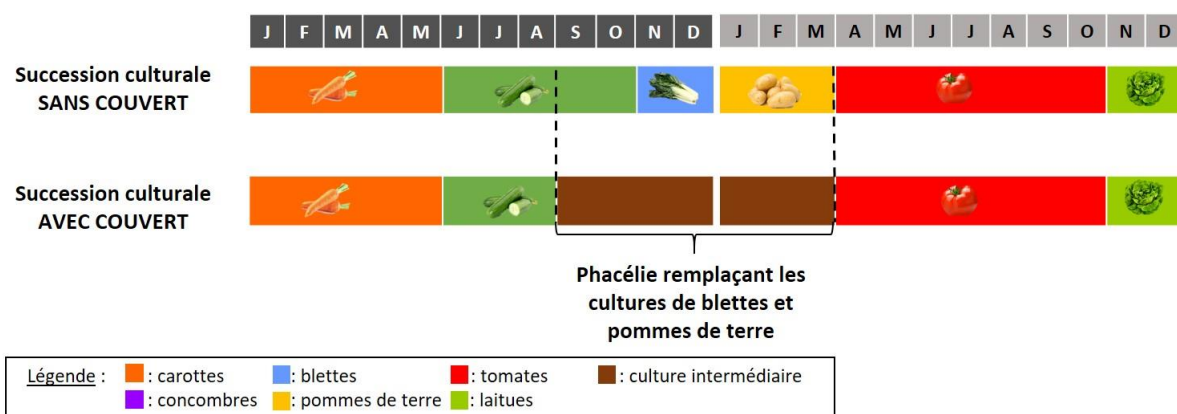 J F M A M J J A S O N D J F M A M J J A S O N D
Succession culturale
SANS COUVERT
Succession culturale
AVEC COUVERT
Phacélie remplaçant les
cultures de blettes et
pommes de terre
Légende : : carottes : blettes : tomates : culture intermédiaire
: concombres : pommes de terre : laitues